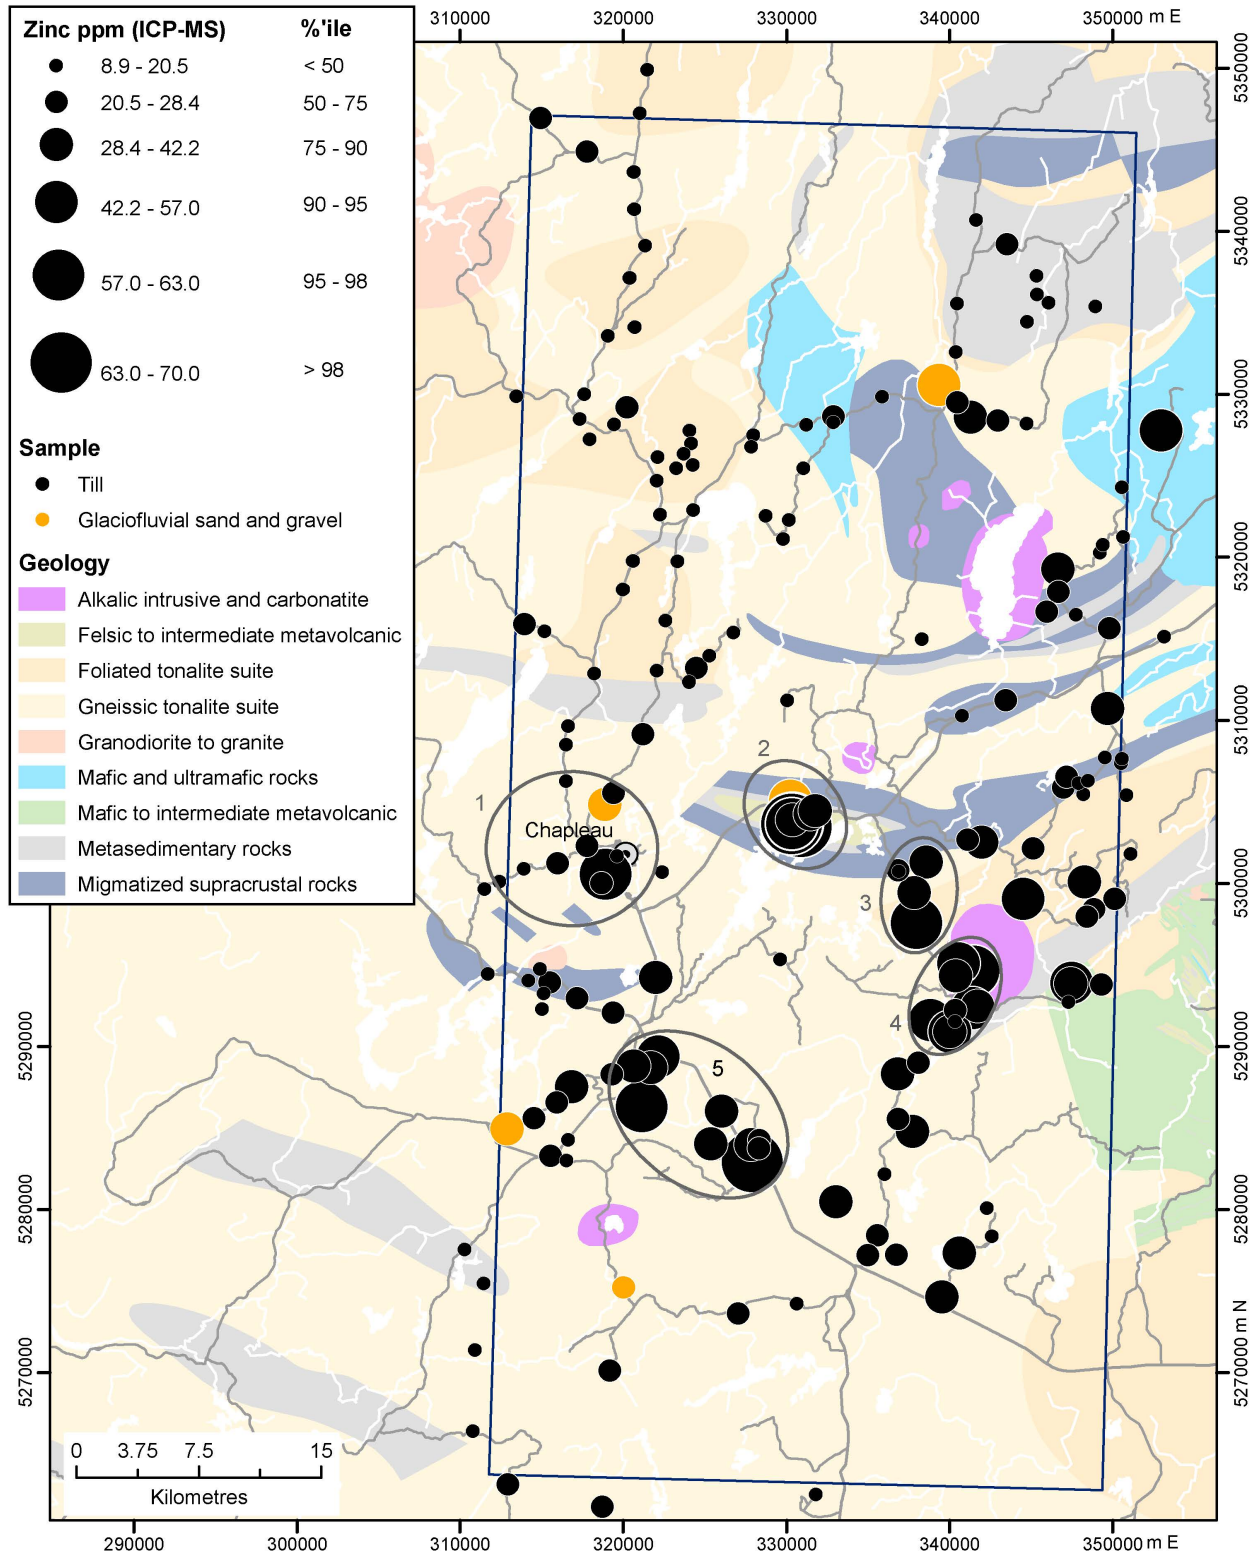 310000 320000 330000 340000 350000 m E
Zinc ppm (ICP-MS) %'ile
8.9 - 20.5 < 50
20.5 - 28.4 50 - 75
28.4 - 42.2 75 - 90
42.2 - 57.0 90 - 95
57.0 - 63.0 95 - 98
63.0 - 70.0 > 98
Sample
Till
Glaciofluvial sand and gravel
Geology
Alkalic intrusive and carbonatite
Felsic to intermediate metavolcanic
Foliated tonalite suite
Gneissic tonalite suite
Granodiorite to granite
Mafic and ultramafic rocks
Mafic to intermediate metavolcanic
Metasedimentary rocks
Migmatized supracrustal rocks
5350000
5340000
5330000
5320000
5310000
5300000
5290000
5280000
5270000 m N
2
1
Chapleau
3
4
5
5290000
5280000
5270000
0 3.75 7.5 15
Kilometres
290000 300000 310000 320000 330000 340000 350000 m E